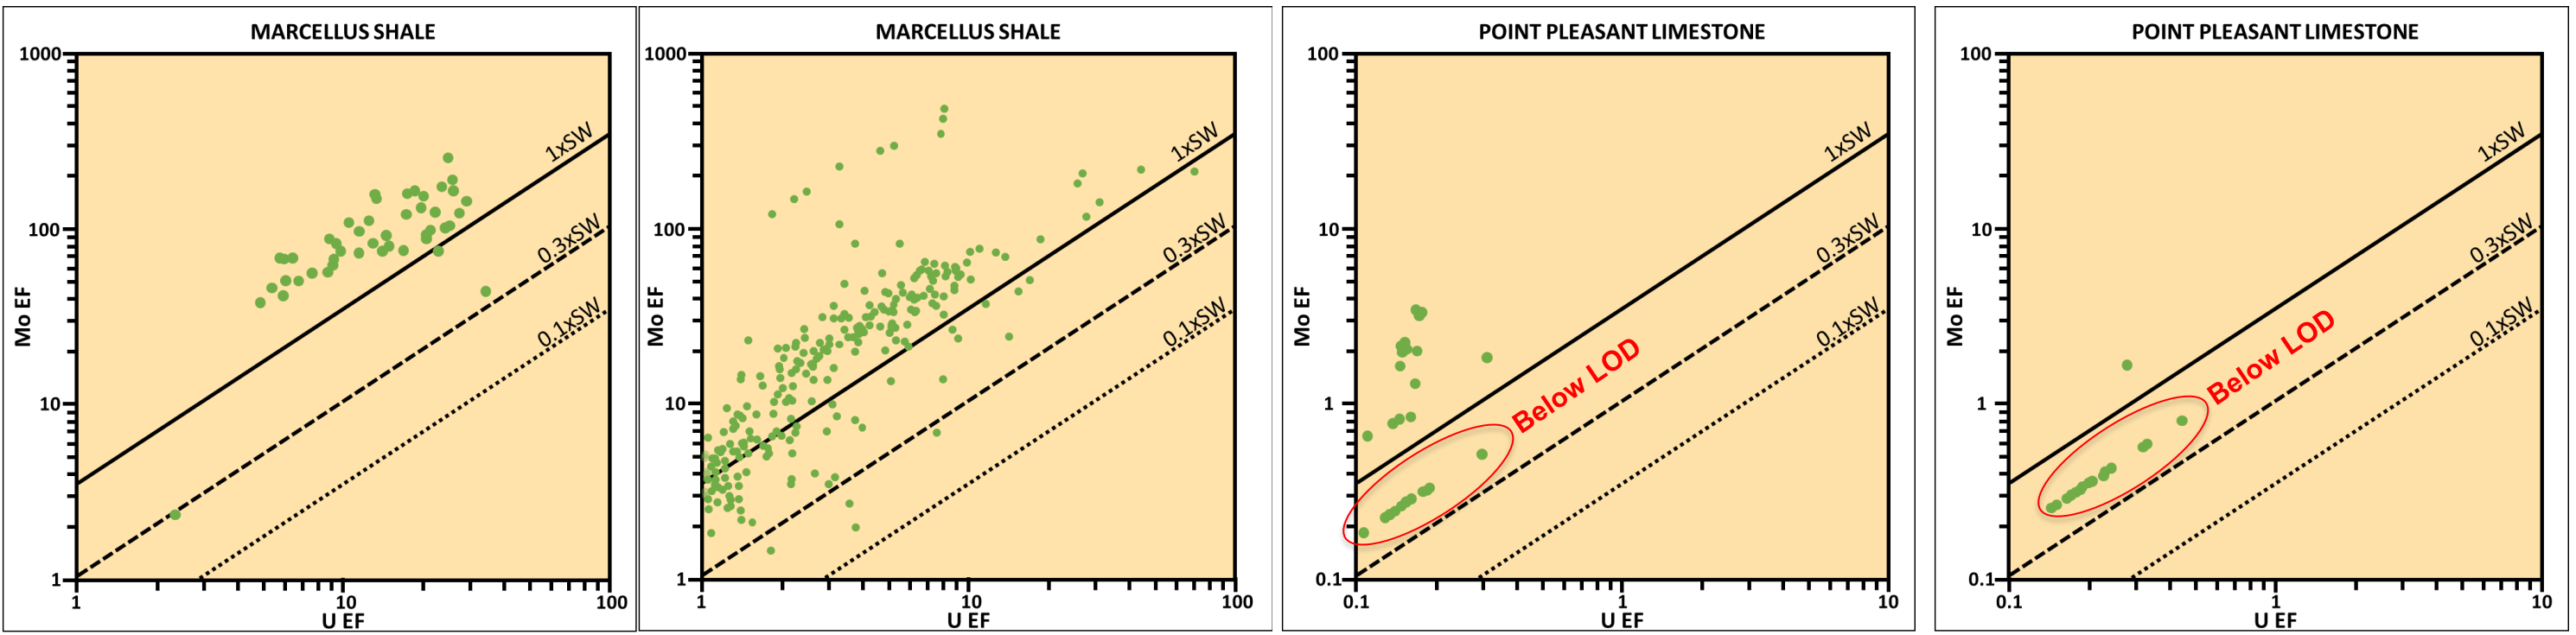 MARCELLUS SHALE
1000
100
10
1
1
10
100
Mo EF
U EF
1xSW
0.3xSW
0.1xSW
MARCELLUS SHALE
1000
100
10
1
1
10
100
Mo EF
U EF
1xSW
0.3xSW
0.1xSW
POINT PLEASANT LIMESTONE
100
10
1
0.1
0.1
1
10
Mo EF
U EF
1xSW
0.3xSW
0.1xSW
Below LOD
POINT PLEASANT LIMESTONE
100
10
1
0.1
0.1
1
10
Mo EF
U EF
1xSW
0.3xSW
0.1xSW
Below LOD